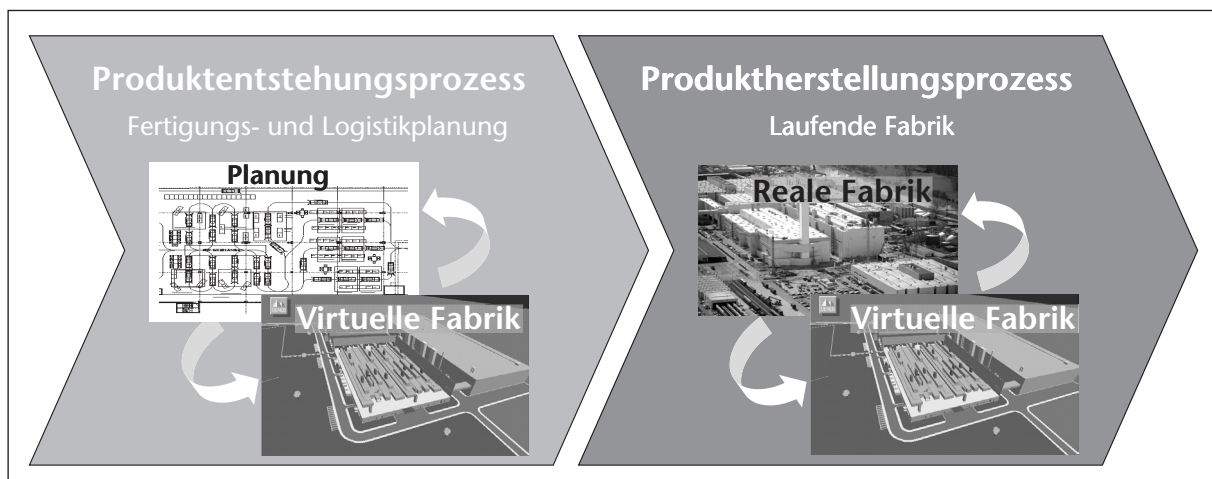 Produktentstehungsprozess
Fertigungs- und Logistikplanung
Planung
Virtuelle Fabrik
Produktherstellungsprozess
Laufende Fabrik
Reale Fabrik
Virtuelle Fabrik